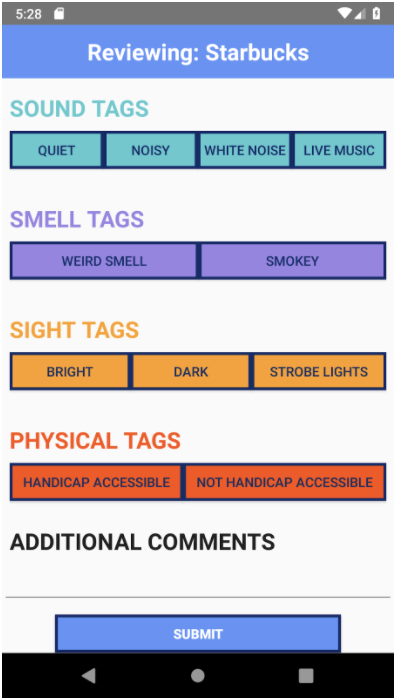 5:28
Reviewing: Starbucks
SOUND TAGS
QUIET NOISY WHITE NOISE LIVE MUSIC
SMELL TAGS
WEIRD SMELL SMOKEY
SIGHT TAGS
BRIGHT DARK STROBE LIGHTS
PHYSICAL TAGS
HANDICAP ACCESSIBLE NOT HANDICAP ACCESSIBLE
ADDITIONAL COMMENTS
SUBMIT